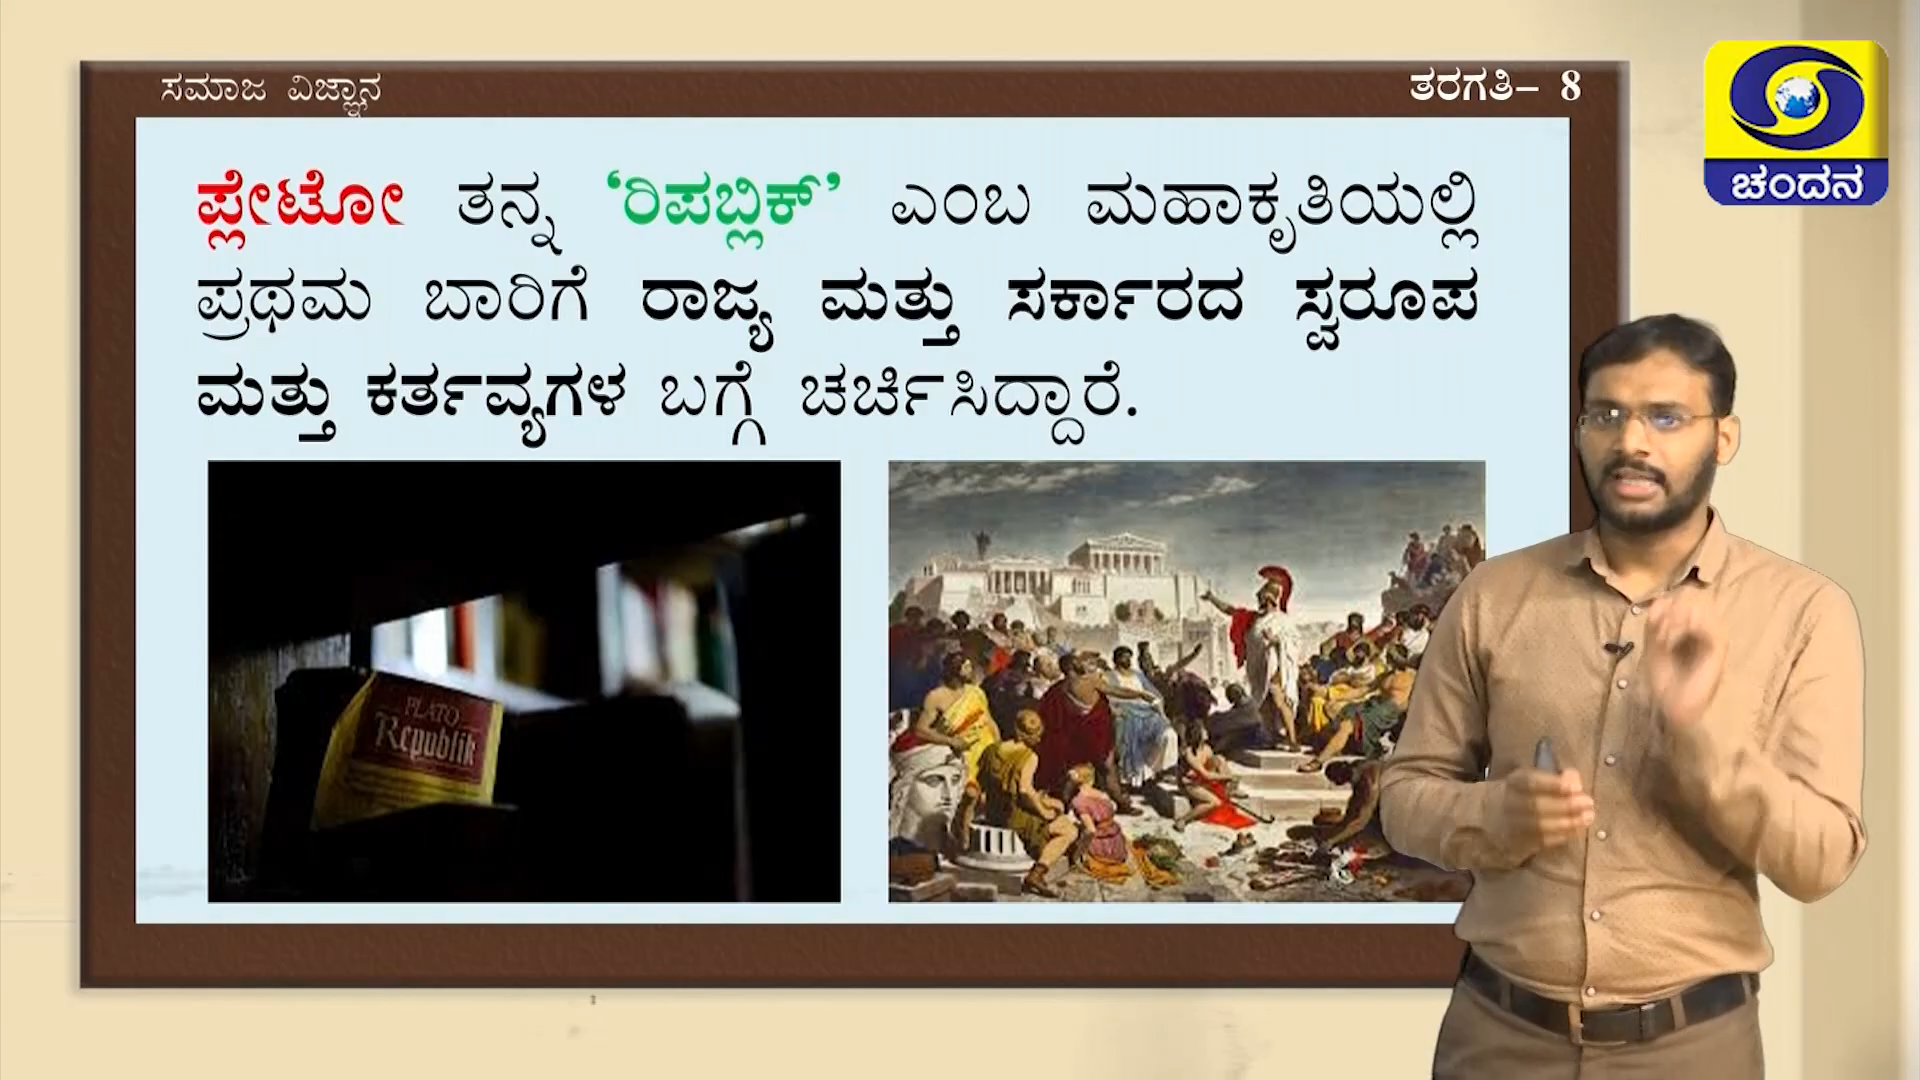 ಸಮಾಜ ವಿಜ್ಞಾನ
ತರಗತಿ– 8
ಚಂದನ
ಪ್ಲೇಟೋ ತನ್ನ ‘ರಿಪಬ್ಲಿಕ್’ ಎಂಬ ಮಹಾಕೃತಿಯಲ್ಲಿ
ಪ್ರಥಮ ಬಾರಿಗೆ ರಾಜ್ಯ ಮತ್ತು ಸರ್ಕಾರದ ಸ್ವರೂಪ
ಮತ್ತು ಕರ್ತವ್ಯಗಳ ಬಗ್ಗೆ ಚರ್ಚಿಸಿದ್ದಾರೆ.
PLATO
Republik